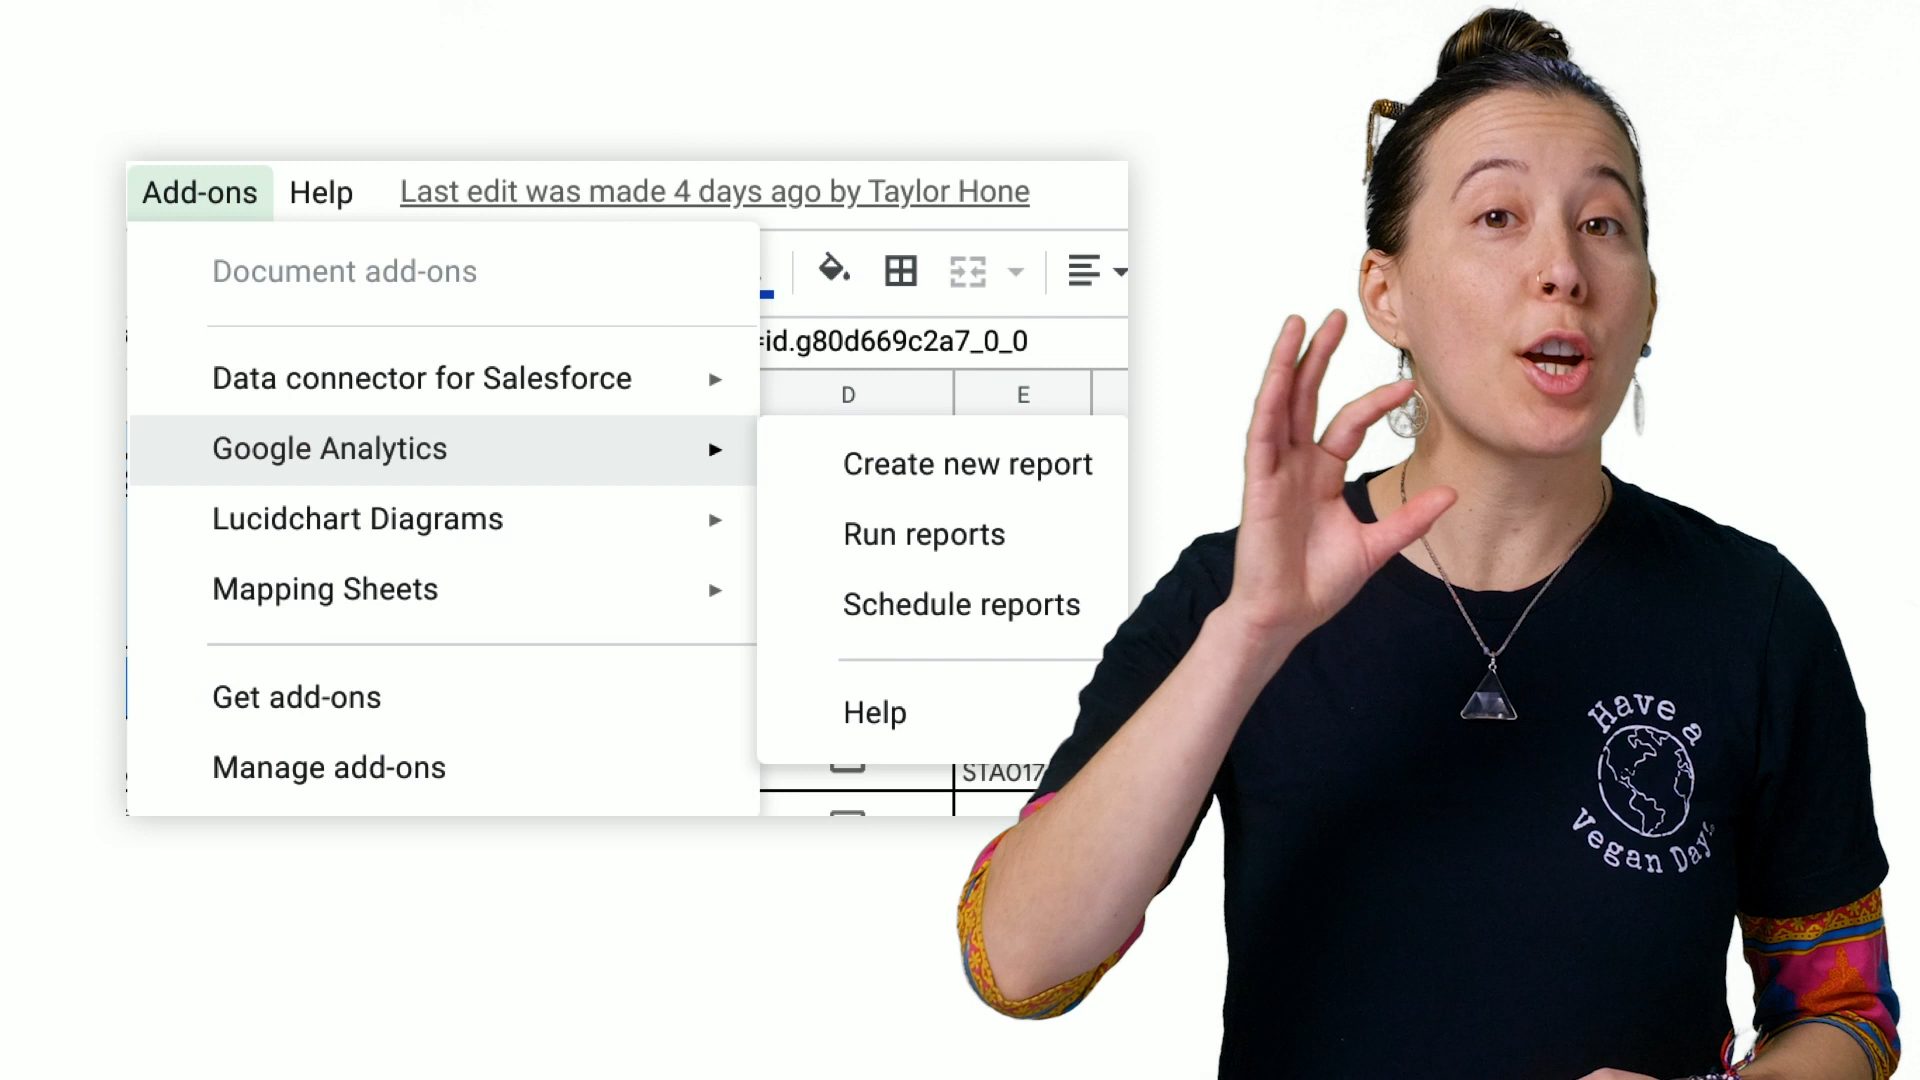 Add-ons Help Last edit was made 4 days ago by Taylor Hone
Document add-ons
=id.g80d669c2a7_0_0
Data connector for Salesforce
D E
Google Analytics
Create new report
Lucidchart Diagrams
Run reports
Mapping Sheets
Schedule reports
Get add-ons
Help
Manage add-ons
STA017
Have a
Vegan Day!